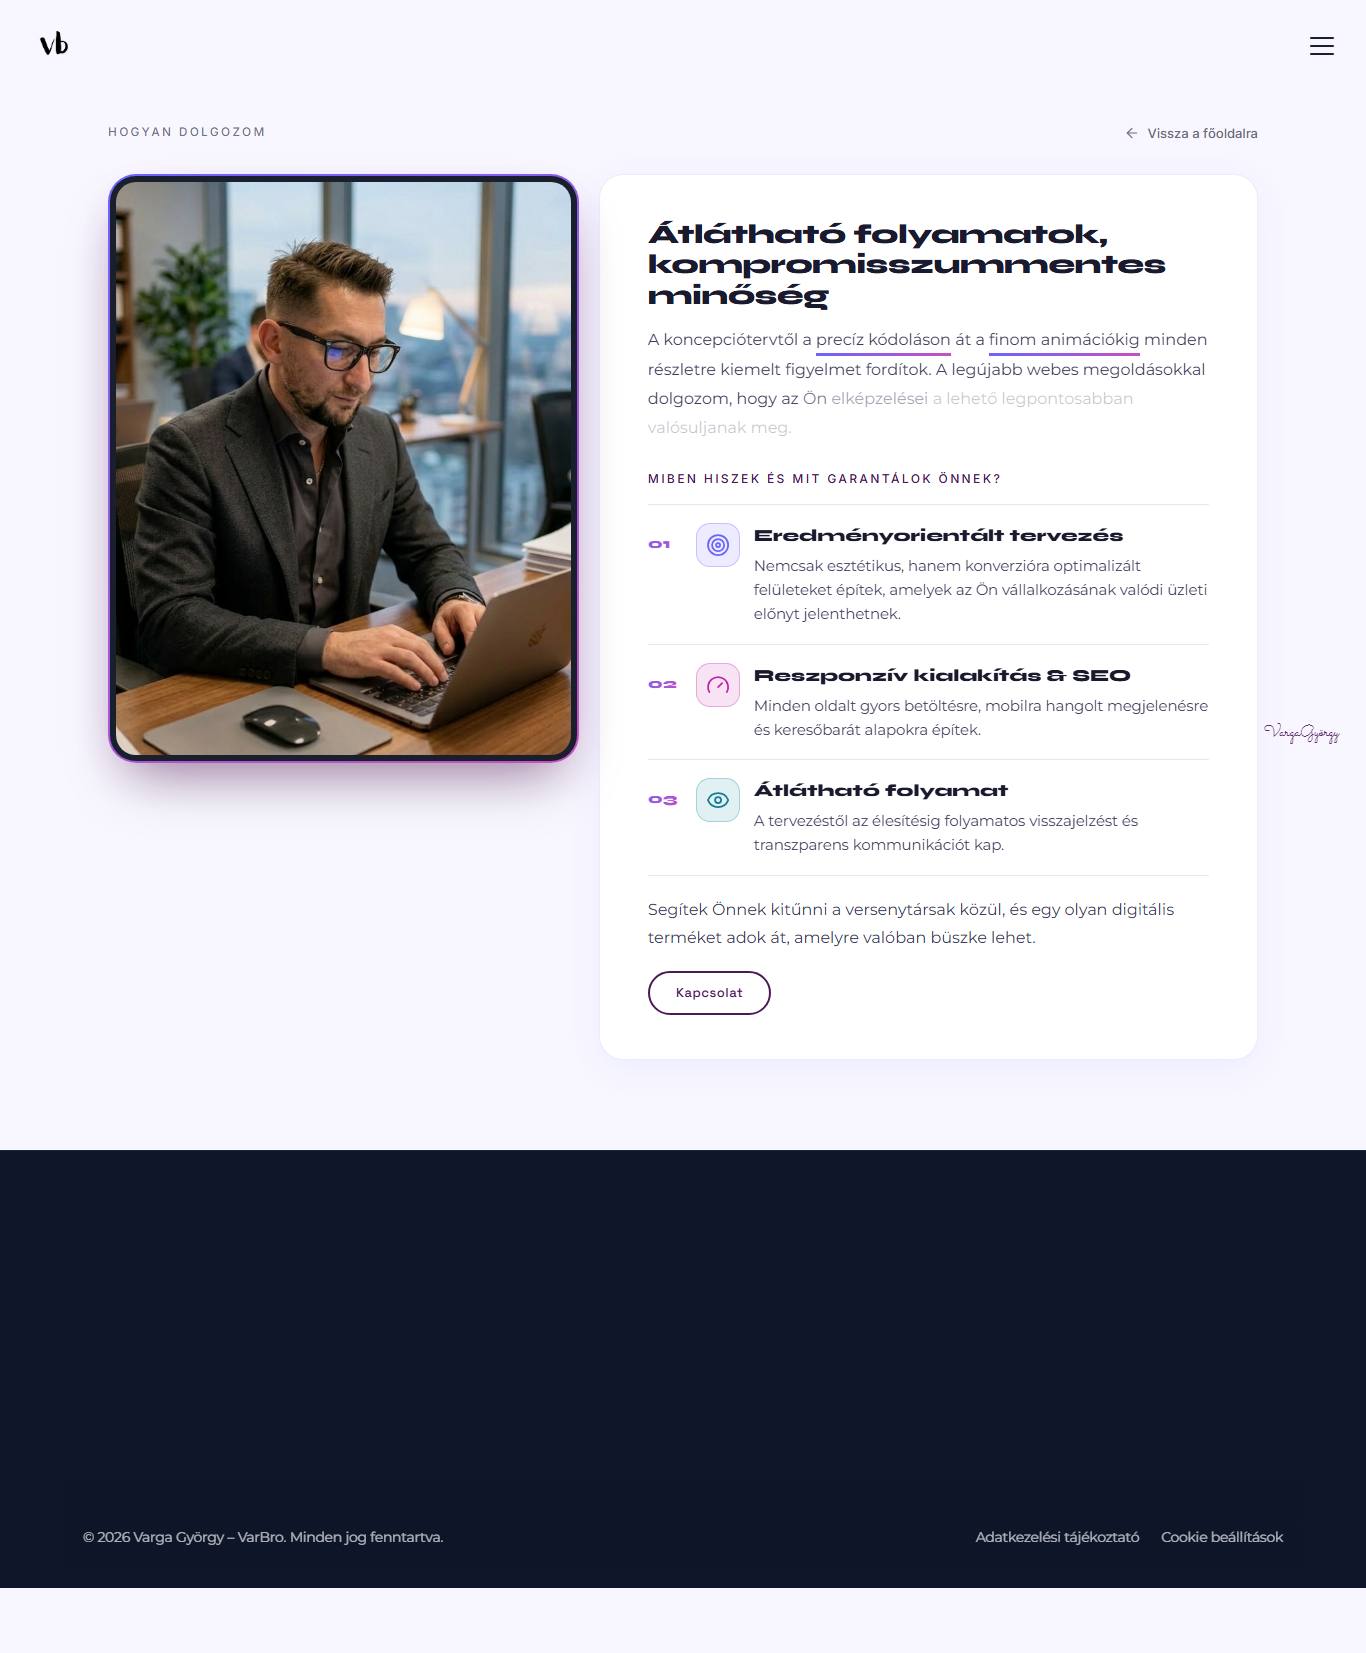 vb
HOGYAN DOLGOZOM
Vissza a főoldalra
Átlátható folyamatok,
kompromisszummentes
minőség
A koncepciótervtől a precíz kódoláson át a finom animációkig minden
részletre kiemelt figyelmet fordítok. A legújabb webes megoldásokkal
dolgozom, hogy az Ön elképzelései a lehető legpontosabban
valósuljanak meg.
MIBEN HISZEK ÉS MIT GARANTÁLOK ÖNNEK?
01
Eredményorientált tervezés
Nemcsak esztétikus, hanem konverzióra optimalizált
felületeket építek, amelyek az Ön vállalkozásának valódi üzleti
előnyt jelenthetnek.
02
Reszponzív kialakítás & SEO
Minden oldalt gyors betöltésre, mobilra hangolt megjelenésre
és keresőbarát alapokra építek.
VargaGyörgy
03
Átlátható folyamat
A tervezéstől az élesítésig folyamatos visszajelzést és
transzparens kommunikációt kap.
Segítek Önnek kitűnni a versenytársak közül, és egy olyan digitális
terméket adok át, amelyre valóban büszke lehet.
Kapcsolat
© 2026 Varga György – VarBro. Minden jog fenntartva.
Adatkezelési tájékoztató
Cookie beállítások